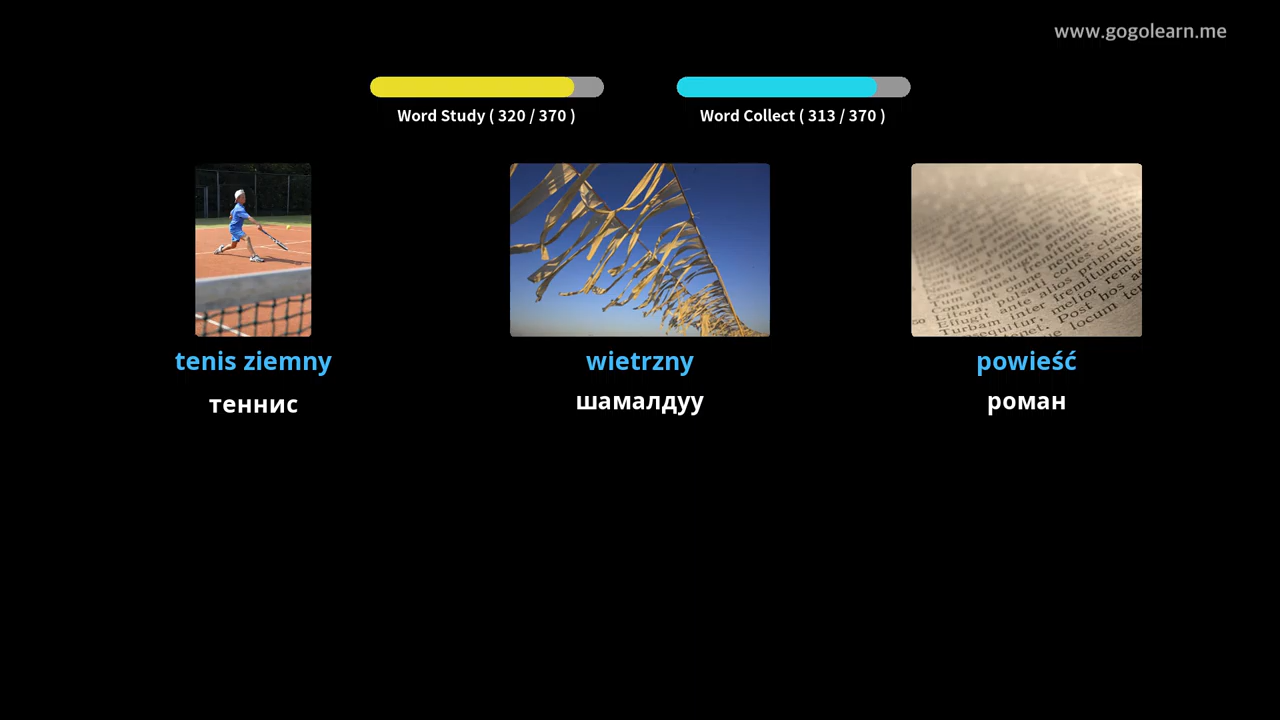 www.gogolearn.me
Word Study ( 320 / 370 )
Word Collect ( 313 / 370 )
tenis ziemny
wietrzny
powieść
теннис
шамалдуу
роман